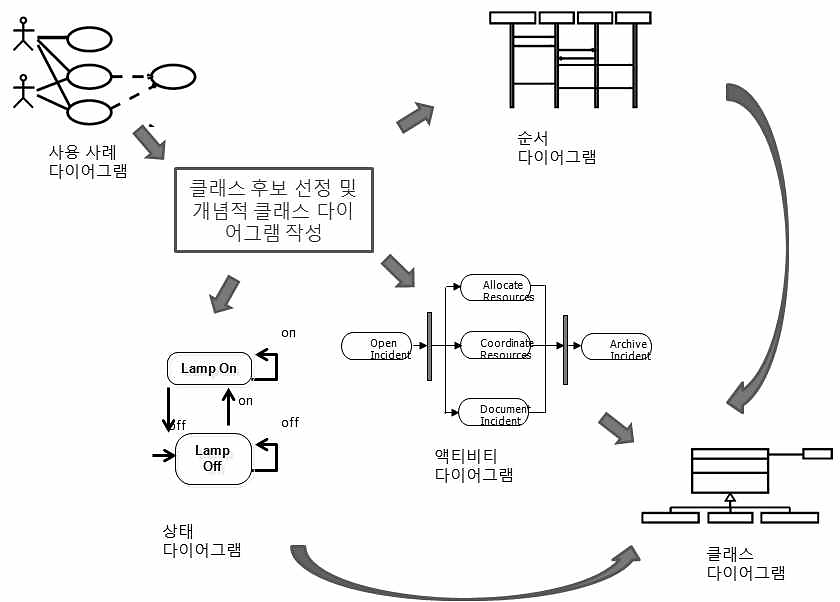 사용 사례
다이어그램
순서
다이어그램
클래스 후보 선정 및
개념적 클래스 다이
어그램 작성
Allocate
Resources
Open
Incident
Coordinate
Resources
Archive
Incident
Document
Incident
액티비티
다이어그램
on
Lamp On
on
off
off
Lamp
Off
상태
다이어그램
클래스
다이어그램